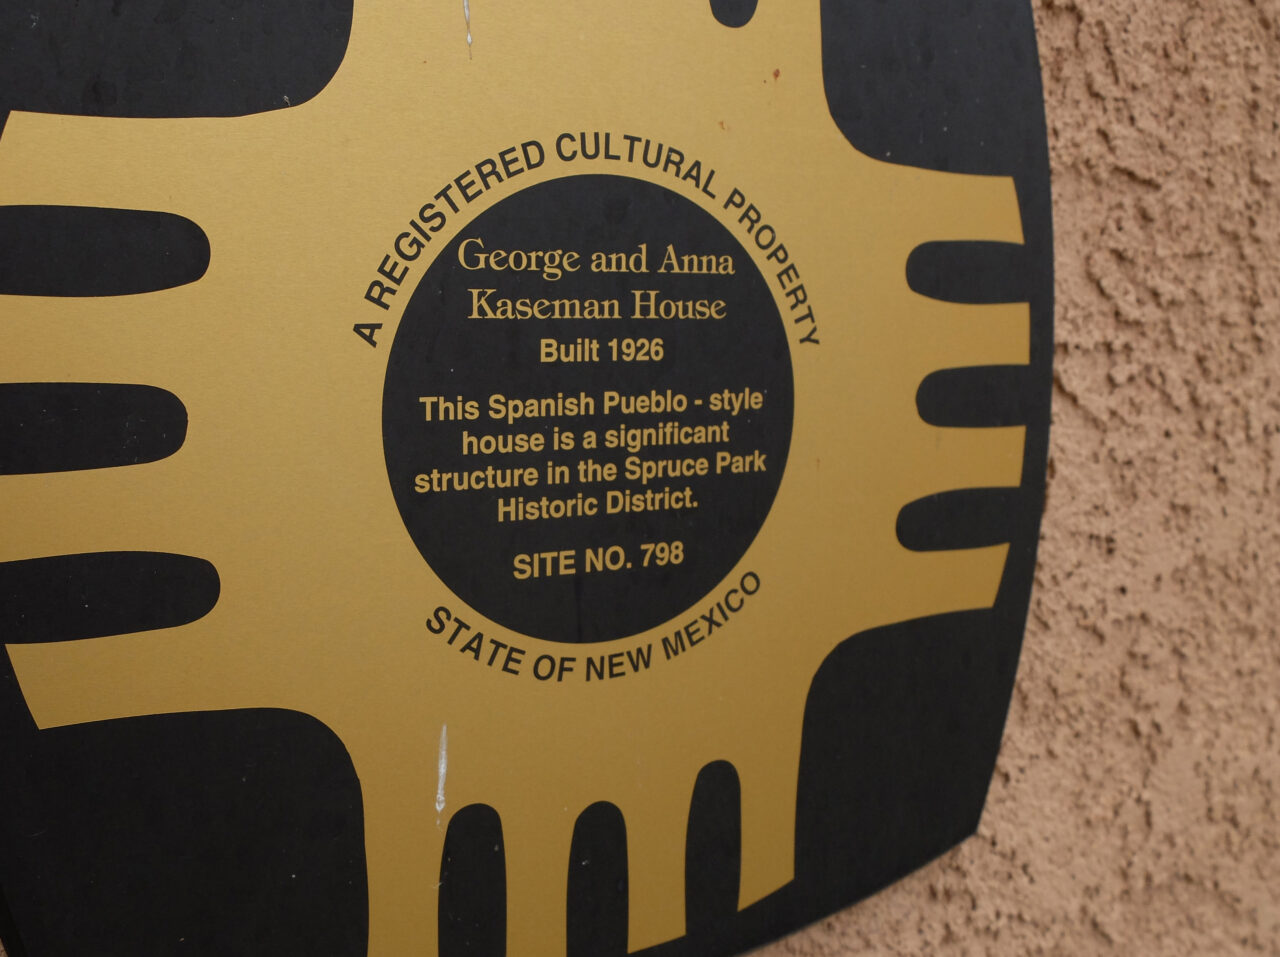 A REGISTERED CULTURAL PROPERTY
George and Anna
Kaseman House
Built 1926
This Spanish Pueblo - style
house is a significant
structure in the Spruce Park
Historic District.
SITE NO. 798
STATE OF NEW MEXICO